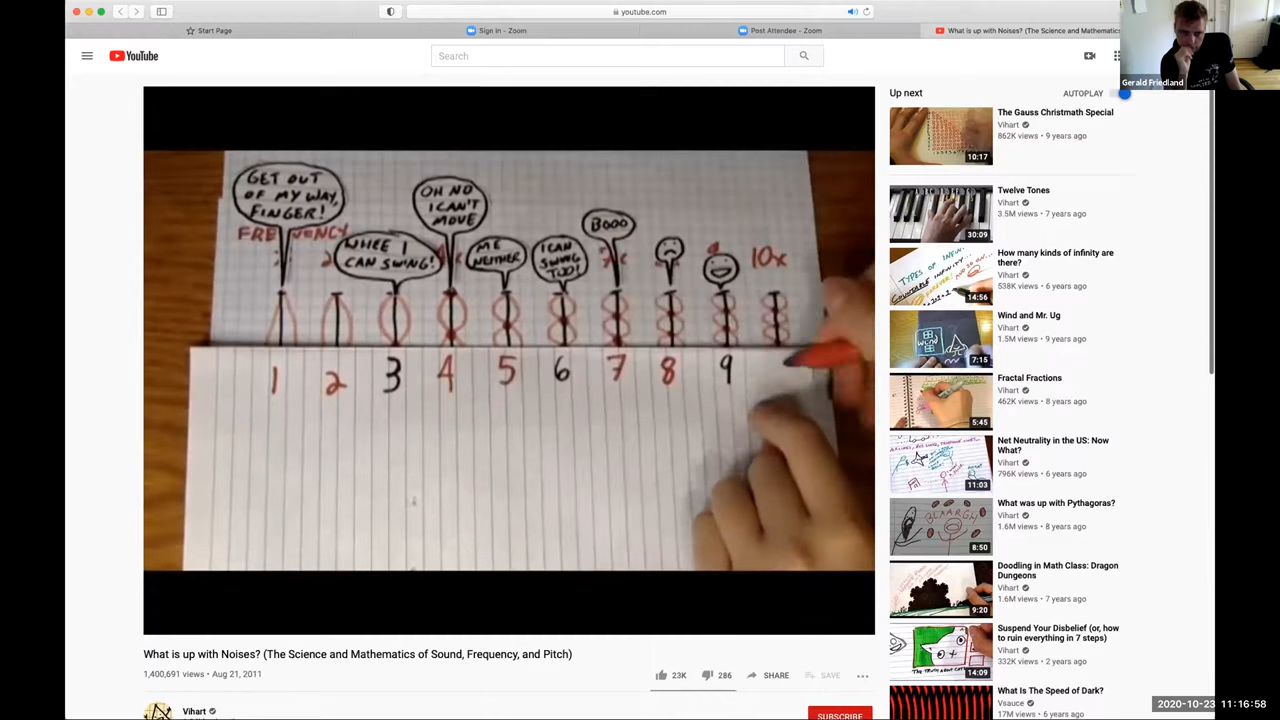 youtube.com
Start Page
Sign In - Zoom
Post Attendee - Zoom
What is up with Noises? (The Science and Mathematics
Gerald Friedland
YouTube
Search
GET OUT
OF MY WAY,
FINGER!
WHEE I
CAN SWING!
OH NO
I CAN'T
MOVE
ME
NEITHER
I CAN
SWING
TOO!
BOOO
10x
2
3
4
5
6
7
8
9
What is up with Noises? (The Science and Mathematics of Sound, Frequency, and Pitch)
1,400,691 views • Aug 21, 2011
23K
286
SHARE
SAVE
Vihart
SUBSCRIBE
Up next
AUTOPLAY
The Gauss Christmath Special
Vihart
862K views • 9 years ago
10:17
Twelve Tones
Vihart
3.5M views • 7 years ago
30:09
How many kinds of infinity are
there?
Vihart
538K views • 6 years ago
14:56
Wind and Mr. Ug
Vihart
1.5M views • 9 years ago
7:15
Fractal Fractions
Vihart
462K views • 8 years ago
5:45
Net Neutrality in the US: Now
What?
Vihart
796K views • 6 years ago
11:03
What was up with Pythagoras?
Vihart
1.6M views • 8 years ago
8:50
Doodling in Math Class: Dragon
Dungeons
Vihart
1.6M views • 7 years ago
9:20
Suspend Your Disbelief (or, how
to ruin everything in 7 steps)
Vihart
332K views • 2 years ago
14:09
What Is The Speed of Dark?
Vsauce
17M views • 6 years ago
2020-10-23 11:16:58